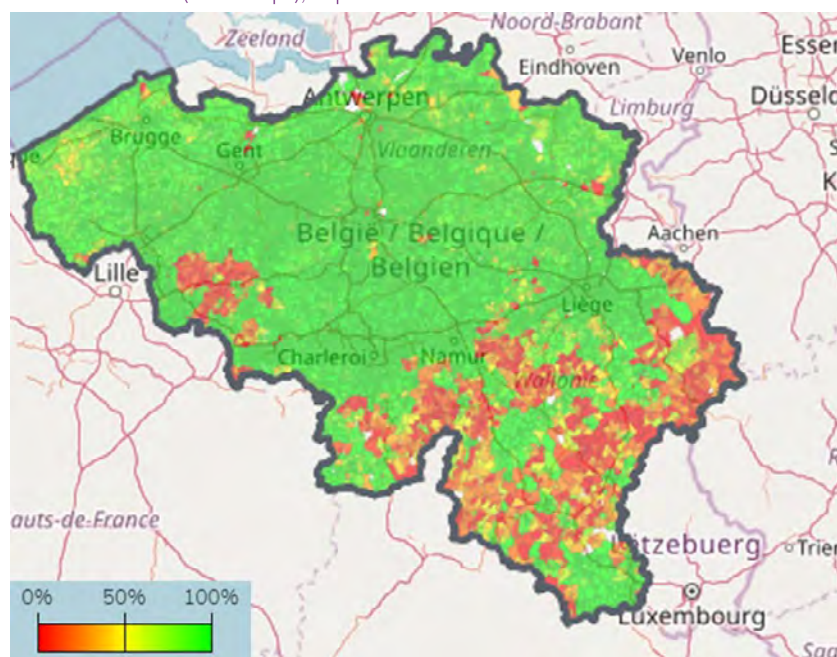 Noord-Brabant
Zeeland
Eindhoven
Venlo
Essen
Antwerpen
Limburg
Düsseld
Brugge
Gent
Vlaanderen
België / Belgique /
Belgien
Aachen
Lille
Liège
Charleroi
Namur
Wallonie
auts-de-France
Lëtzebuerg
Trier
Luxembourg
0% 50% 100%